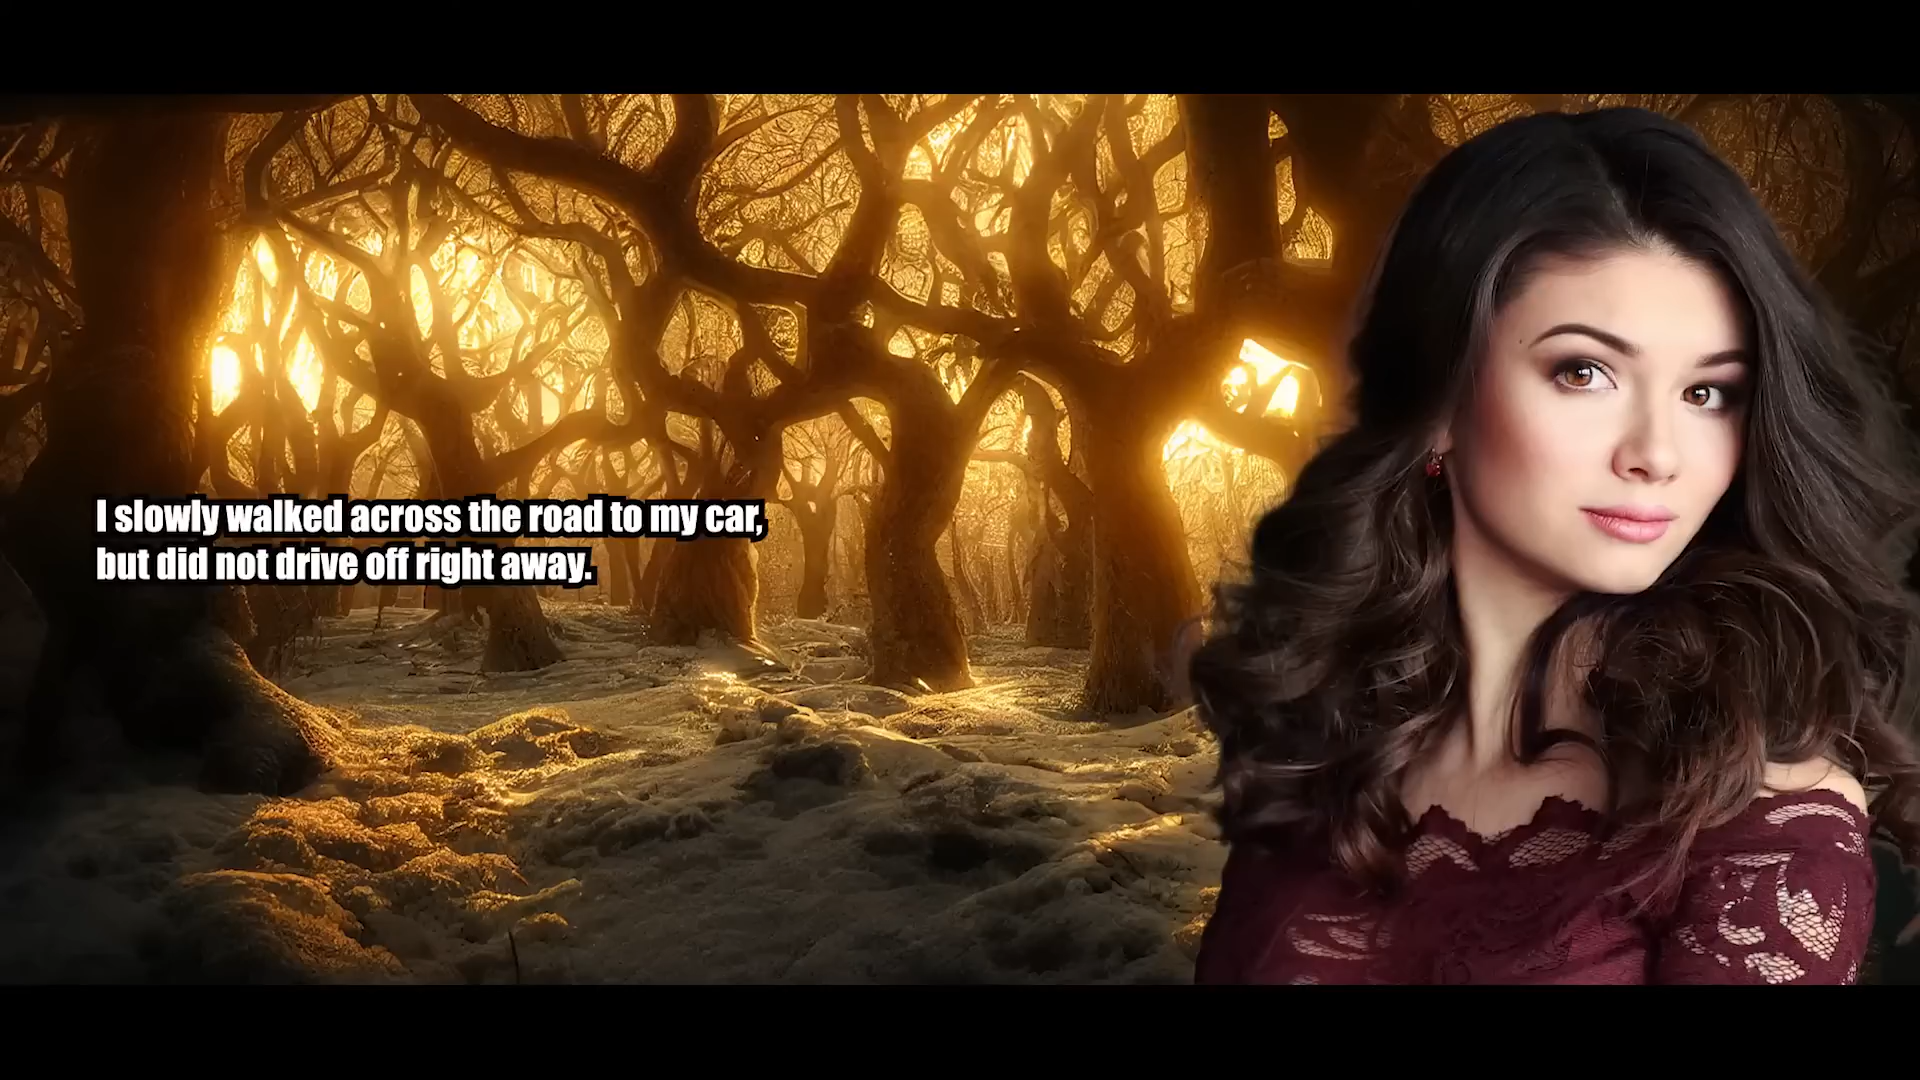 I slowly walked across the road to my car,
but did not drive off right away.